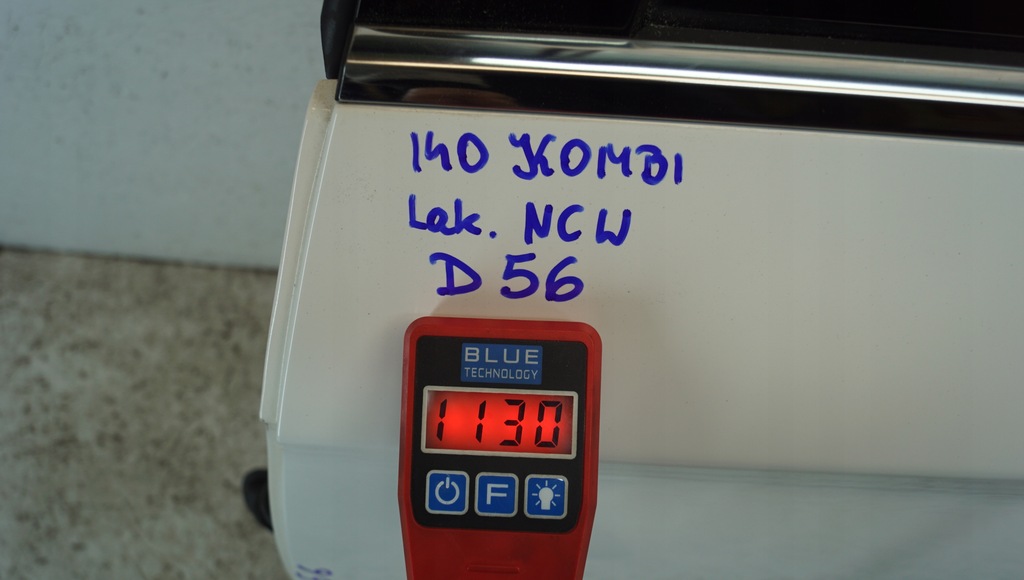 140 KOMBI
Lak. NCW
D 56
BLUE
TECHNOLOGY
1130
F